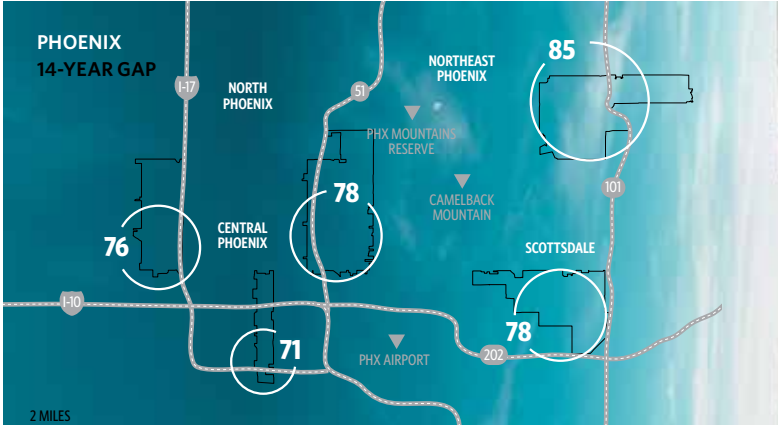 PHOENIX
14-YEAR GAP
I-17
NORTH
PHOENIX
51
NORTHEAST
PHOENIX
85
PHX MOUNTAINS
RESERVE
CAMELBACK
MOUNTAIN
101
76
CENTRAL
PHOENIX
78
SCOTTSDALE
I-10
71
PHX AIRPORT
202
78
2 MILES